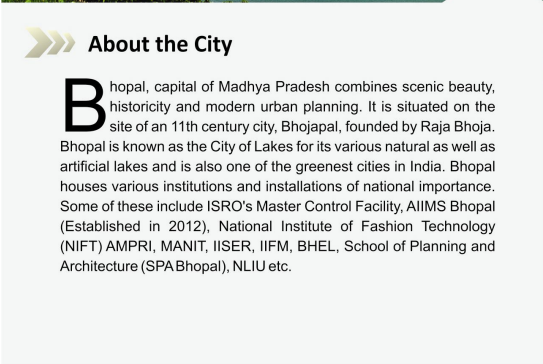 About the City
Bhopal, capital of Madhya Pradesh combines scenic beauty,
historicity and modern urban planning. It is situated on the
site of an 11th century city, Bhojapal, founded by Raja Bhoja.
Bhopal is known as the City of Lakes for its various natural as well as
artificial lakes and is also one of the greenest cities in India. Bhopal
houses various institutions and installations of national importance.
Some of these include ISRO's Master Control Facility, AIIMS Bhopal
(Established in 2012), National Institute of Fashion Technology
(NIFT) AMPRI, MANIT, IISER, IIFM, BHEL, School of Planning and
Architecture (SPA Bhopal), NLIU etc.